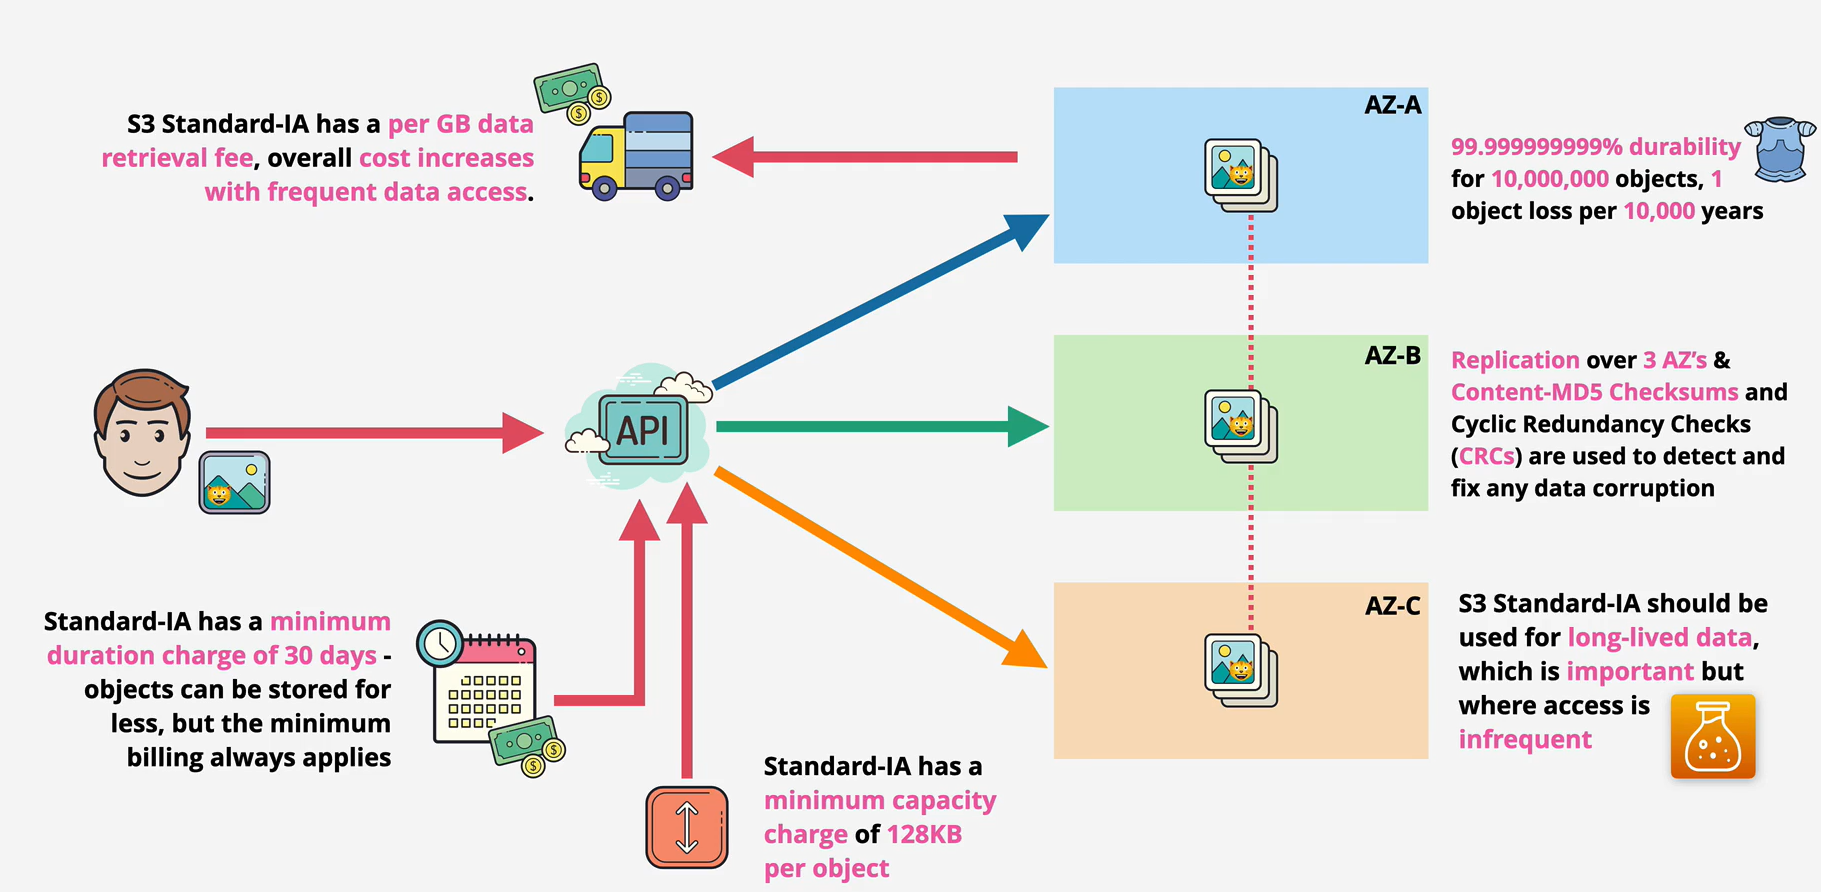 S3 Standard-IA has a per GB data
retrieval fee, overall cost increases
with frequent data access.
AZ-A
99.999999999% durability
for 10,000,000 objects, 1
object loss per 10,000 years
API
AZ-B
Replication over 3 AZ's &
Content-MD5 Checksums and
Cyclic Redundancy Checks
(CRCs) are used to detect and
fix any data corruption
Standard-IA has a minimum
duration charge of 30 days -
objects can be stored for
less, but the minimum
billing always applies
Standard-IA has a
minimum capacity
charge of 128KB
per object
AZ-C
S3 Standard-IA should be
used for long-lived data,
which is important but
where access is
infrequent